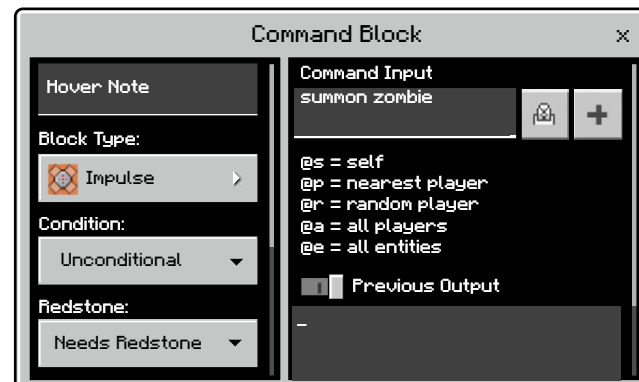 Command Block
x
Hover Note
Block Type:
Impulse
Condition:
Unconditional
Redstone:
Needs Redstone
Command Input
summon zombie
_
@s = self
@p = nearest player
@r = random player
@a = all players
@e = all entities
Previous Output
-